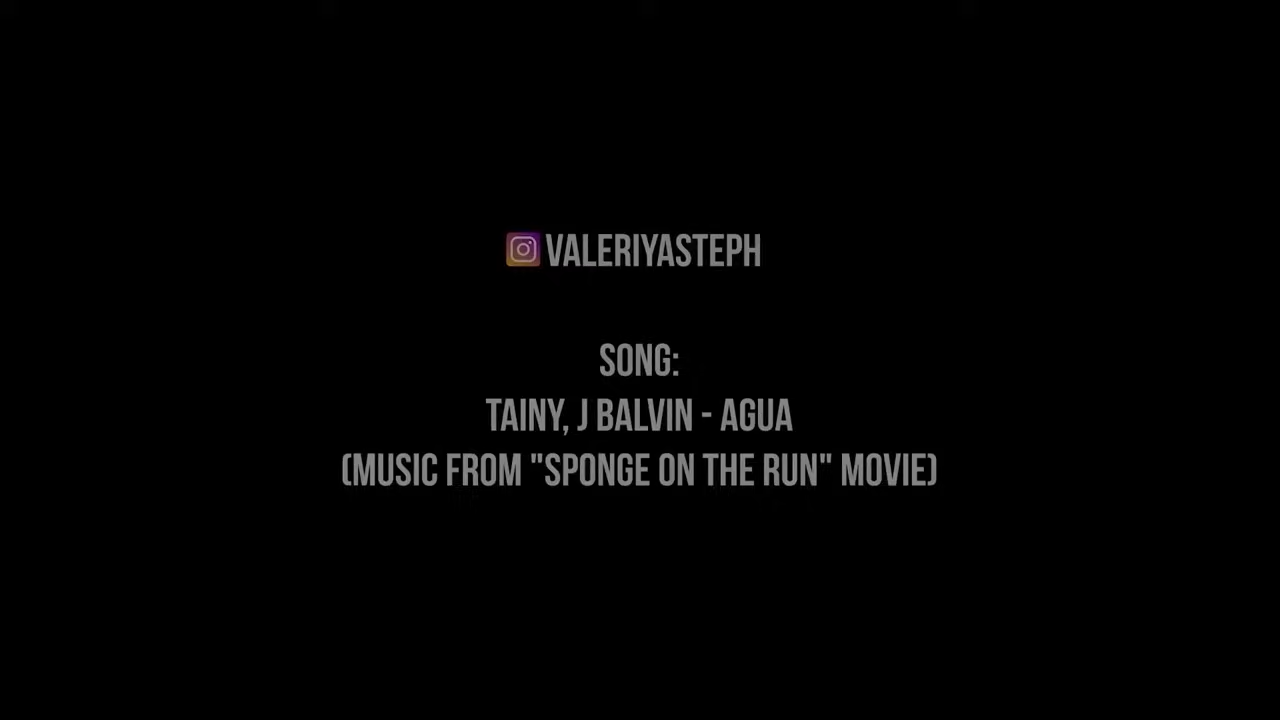 VALERIYASTEPH
SONG:
TAINY, J BALVIN - AGUA
(MUSIC FROM "SPONGE ON THE RUN" MOVIE)